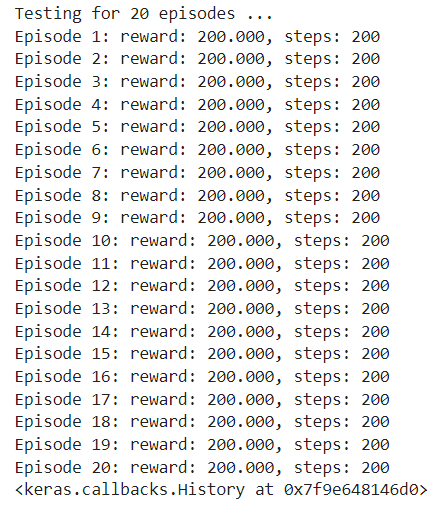 Testing for 20 episodes ...
Episode 1: reward: 200.000, steps: 200
Episode 2: reward: 200.000, steps: 200
Episode 3: reward: 200.000, steps: 200
Episode 4: reward: 200.000, steps: 200
Episode 5: reward: 200.000, steps: 200
Episode 6: reward: 200.000, steps: 200
Episode 7: reward: 200.000, steps: 200
Episode 8: reward: 200.000, steps: 200
Episode 9: reward: 200.000, steps: 200
Episode 10: reward: 200.000, steps: 200
Episode 11: reward: 200.000, steps: 200
Episode 12: reward: 200.000, steps: 200
Episode 13: reward: 200.000, steps: 200
Episode 14: reward: 200.000, steps: 200
Episode 15: reward: 200.000, steps: 200
Episode 16: reward: 200.000, steps: 200
Episode 17: reward: 200.000, steps: 200
Episode 18: reward: 200.000, steps: 200
Episode 19: reward: 200.000, steps: 200
Episode 20: reward: 200.000, steps: 200
<keras.callbacks.History at 0x7f9e648146d0>